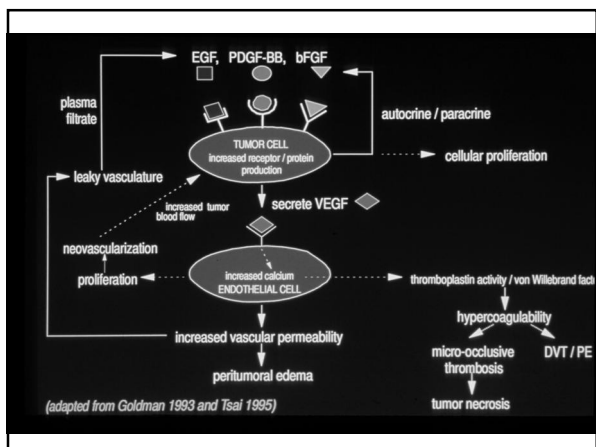 EGF, PDGF-BB, bFGF
plasma
filtrate
autocrine / paracrine
TUMOR CELL
increased receptor / protein
production
cellular proliferation
leaky vasculature
secrete VEGF
increased tumor
blood flow
neovascularization
proliferation
increased calcium
ENDOTHELIAL CELL
thromboplastin activity / von Willebrand fact
hypercoagulability
increased vascular permeability
micro-occlusive
thrombosis
DVT / PE
peritumoral edema
tumor necrosis
(adapted from Goldman 1993 and Tsai 1995)